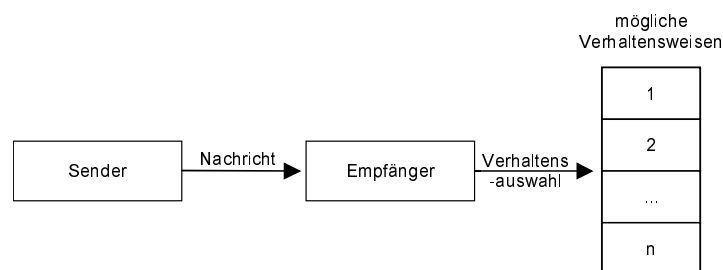 mögliche
Verhaltensweisen
1
Sender
Nachricht
Empfänger
Verhaltens
-auswahl
2
...
n